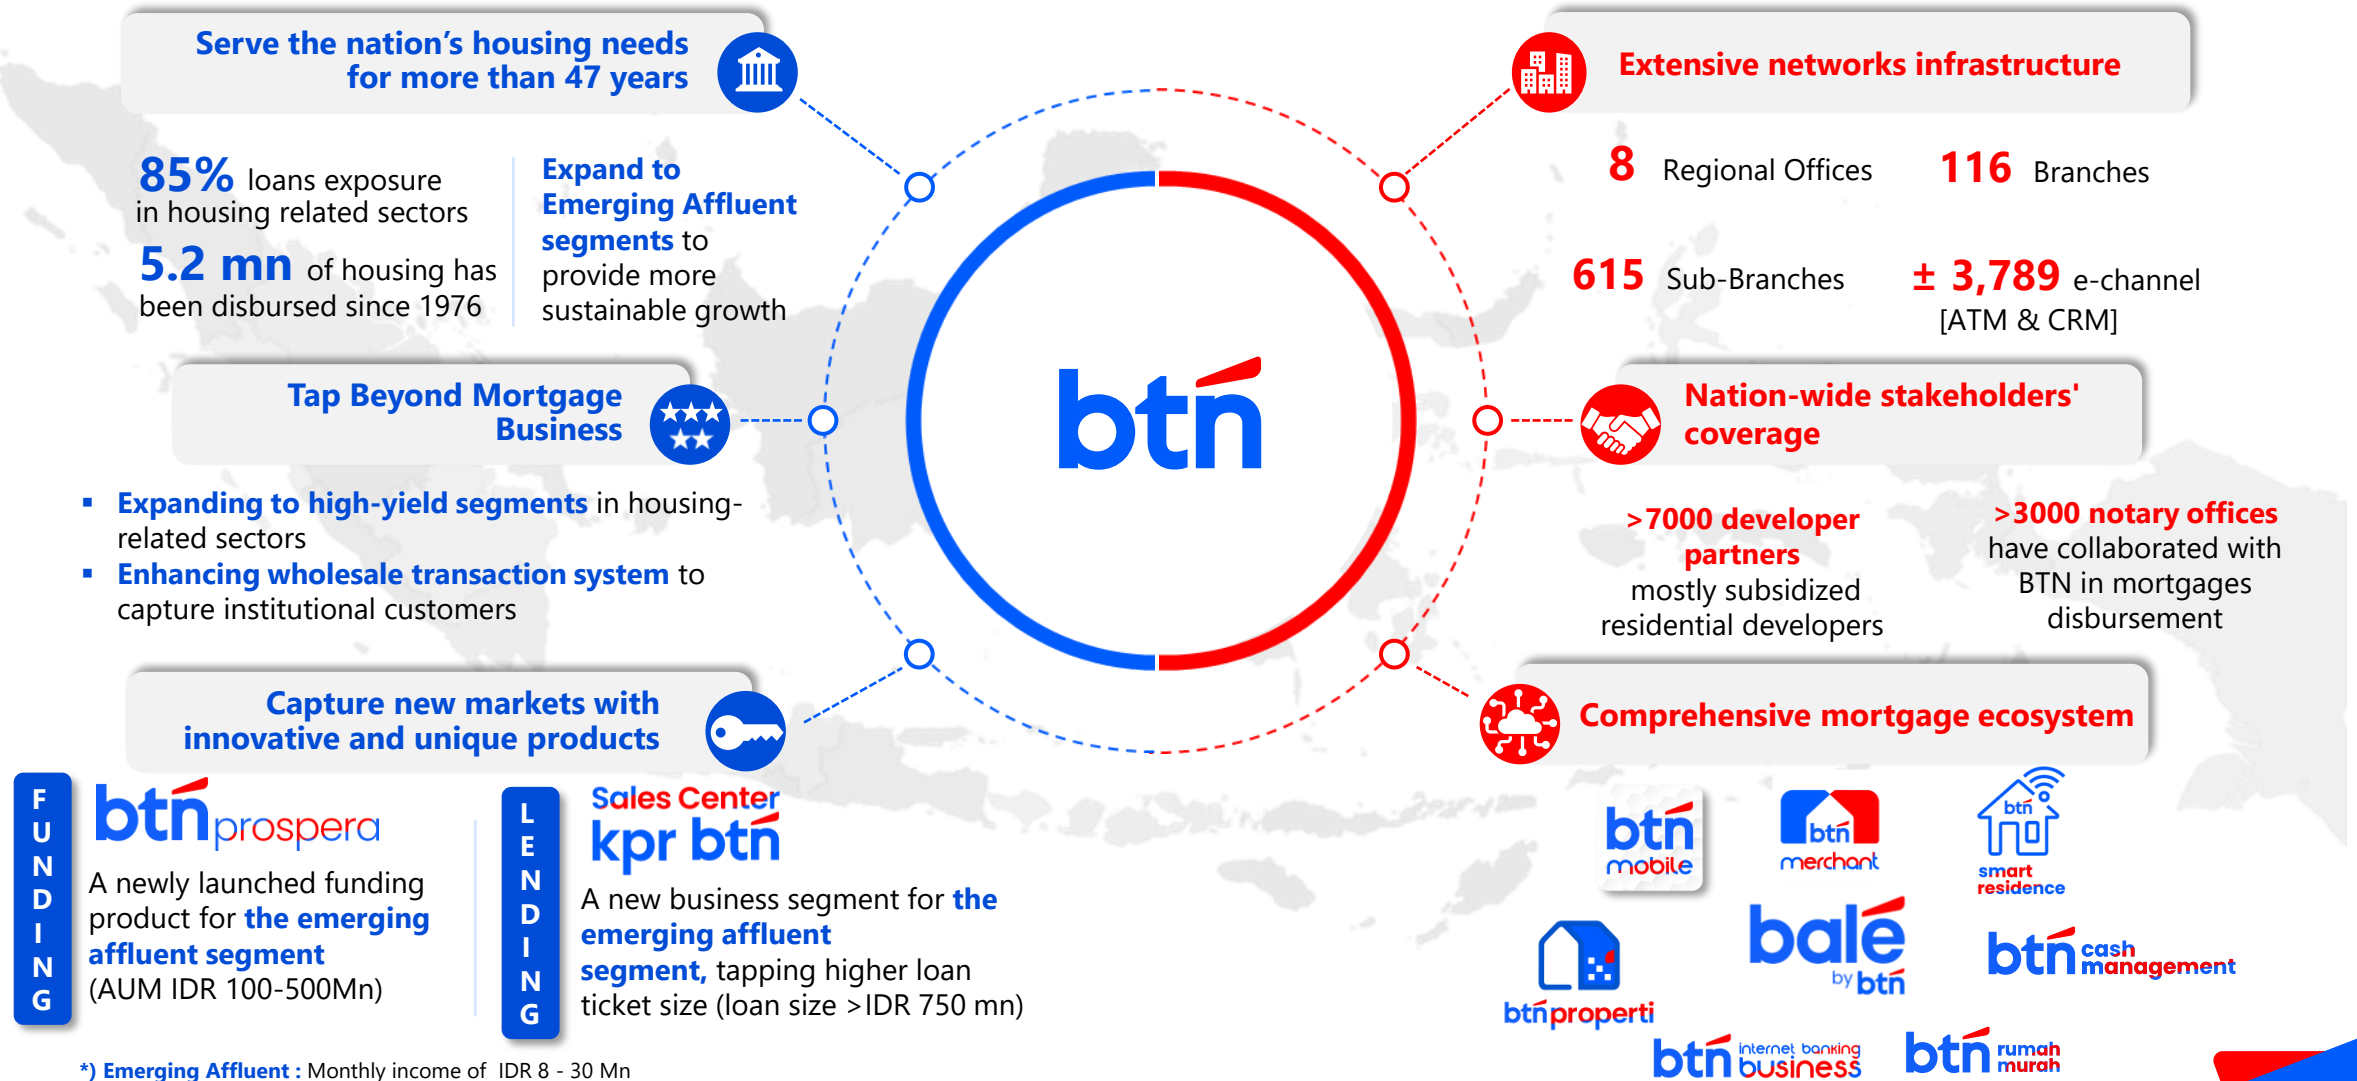 Serve the nation's housing needs
for more than 47 years
85% loans exposure
in housing related sectors
5.2 mn of housing has
been disbursed since 1976
Expand to
Emerging Affluent
segments to
provide more
sustainable growth
Tap Beyond Mortgage
Business
▪ Expanding to high-yield segments in housing-
related sectors
▪ Enhancing wholesale transaction system to
capture institutional customers
Capture new markets with
innovative and unique products
FUNDING
btn prospera
A newly launched funding
product for the emerging
affluent segment
(AUM IDR 100-500Mn)
LENDING
Sales Center
kpr btn
A new business segment for the
emerging affluent
segment, tapping higher loan
ticket size (loan size >IDR 750 mn)
*) Emerging Affluent : Monthly income of IDR 8 - 30 Mn
btn
Extensive networks infrastructure
8 Regional Offices
116 Branches
615 Sub-Branches
± 3,789 e-channel
[ATM & CRM]
Nation-wide stakeholders'
coverage
>7000 developer
partners
mostly subsidized
residential developers
>3000 notary offices
have collaborated with
BTN in mortgages
disbursement
Comprehensive mortgage ecosystem
btn
mobile
btn
merchant
btn
smart
residence
btn properti
balé
by btn
btn cash
management
btn internet banking
business
btn rumah
murah